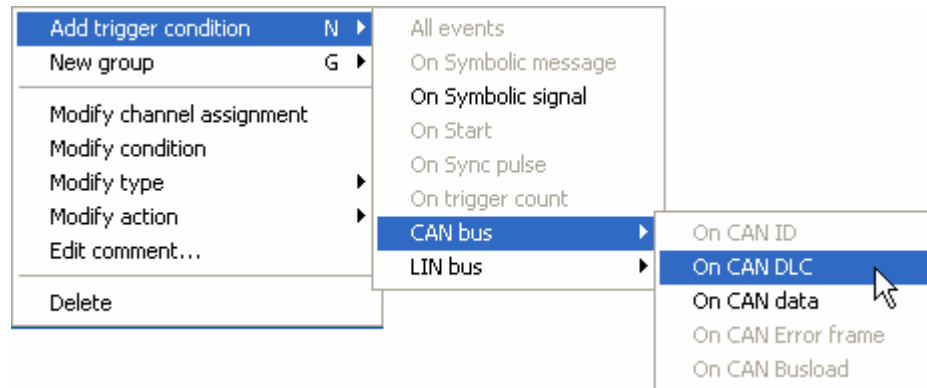 Add trigger condition N
New group G
Modify channel assignment
Modify condition
Modify type
Modify action
Edit comment...
Delete
All events
On Symbolic message
On Symbolic signal
On Start
On Sync pulse
On trigger count
CAN bus
LIN bus
On CAN ID
On CAN DLC
On CAN data
On CAN Error frame
On CAN Busload